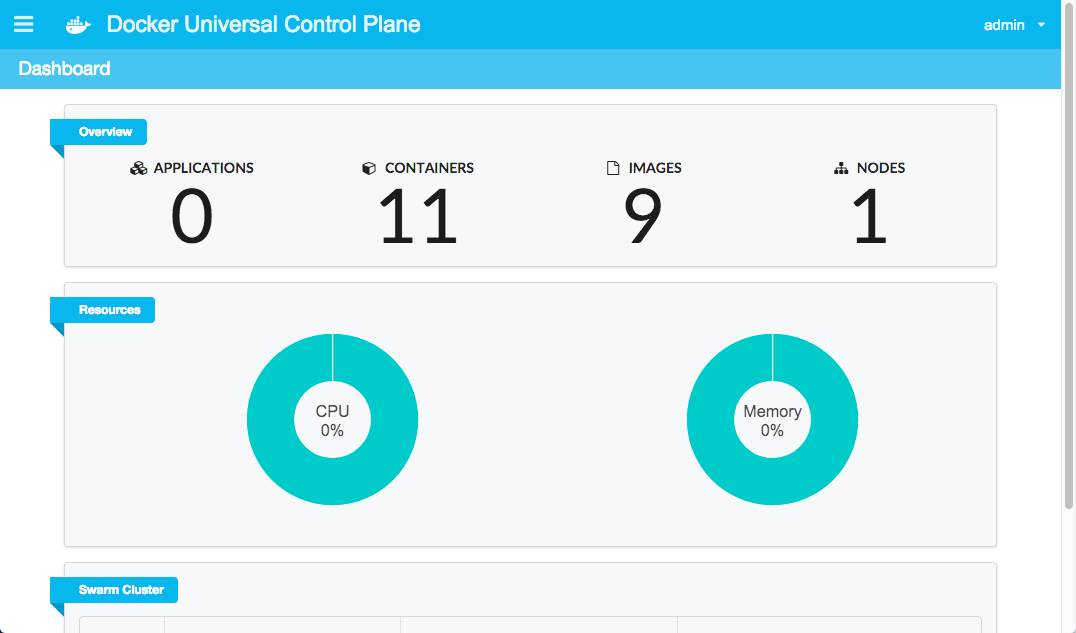 Docker Universal Control Plane
admin
Dashboard
Overview
APPLICATIONS
CONTAINERS
IMAGES
NODES
0
11
9
1
Resources
CPU
0%
Memory
0%
Swarm Cluster